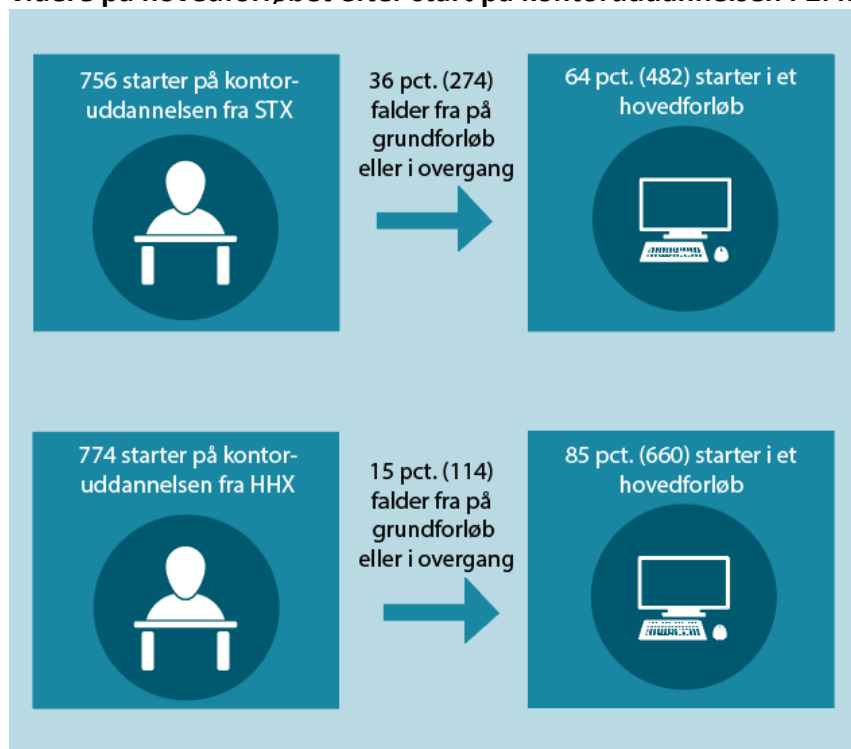 756 starter på kontor-
uddannelsen fra STX
36 pct. (274)
falder fra på
grundforløb
eller i overgang
64 pct. (482) starter i et
hovedforløb
774 starter på kontor-
uddannelsen fra HHX
15 pct. (114)
falder fra på
grundforløb
eller i overgang
85 pct. (660) starter i et
hovedforløb